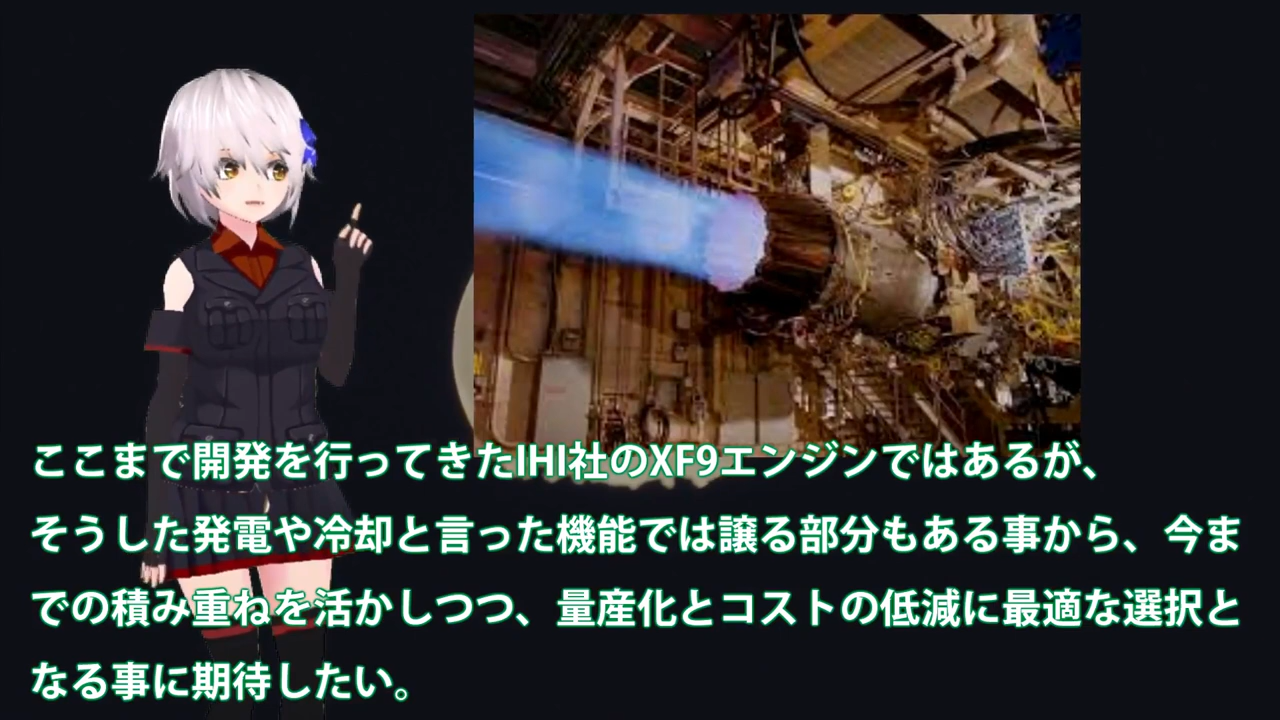 ここまで開発を行ってきたIHI社のXF9エンジンではあるが、
そうした発電や冷却と言った機能では譲る部分もある事から、今ま
での積み重ねを活かしつつ、量産化とコストの低減に最適な選択と
なる事に期待したい。